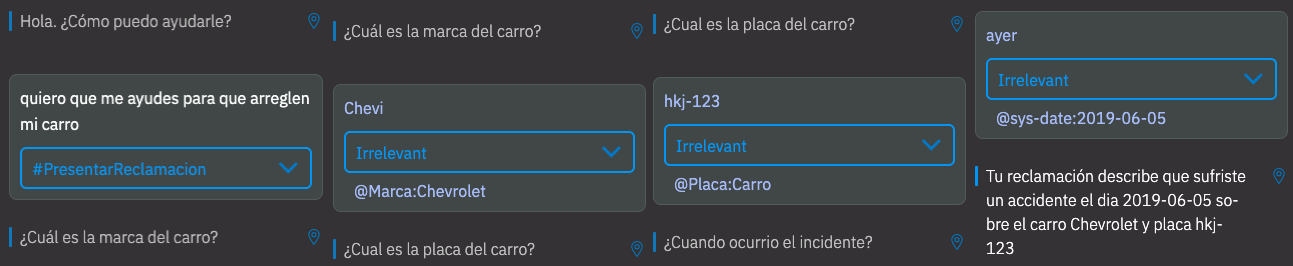 Hola. ¿Cómo puedo ayudarle?
quiero que me ayudes para que arreglen
mi carro
#PresentarReclamacion
¿Cuál es la marca del carro?
¿Cuál es la marca del carro?
Chevi
Irrelevant
@Marca:Chevrolet
¿Cual es la placa del carro?
¿Cual es la placa del carro?
hkj-123
Irrelevant
@Placa:Carro
¿Cuando ocurrio el incidente?
ayer
Irrelevant
@sys-date:2019-06-05
Tu reclamación describe que sufriste
un accidente el dia 2019-06-05 so-
bre el carro Chevrolet y placa hkj-
123